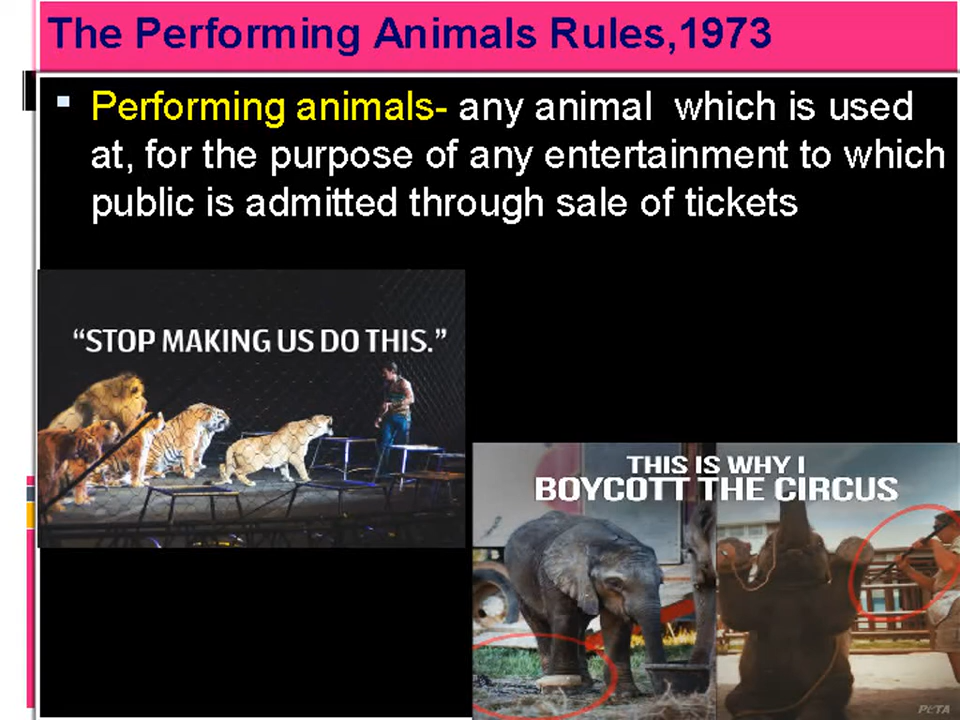 The Performing Animals Rules,1973
Performing animals- any animal which is used
at, for the purpose of any entertainment to which
public is admitted through sale of tickets
“STOP MAKING US DO THIS.”
THIS IS WHY I
BOYCOTT THE CIRCUS
PETA